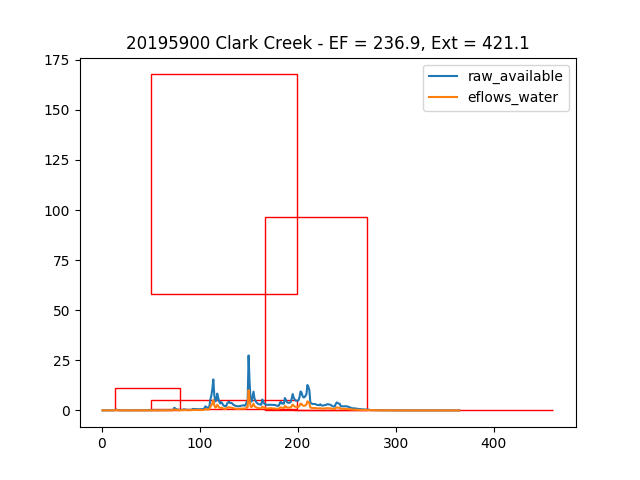 20195900 Clark Creek - EF = 236.9, Ext = 421.1
raw_available
eflows_water
175
150
125
100
75
50
25
0
0 100 200 300 400